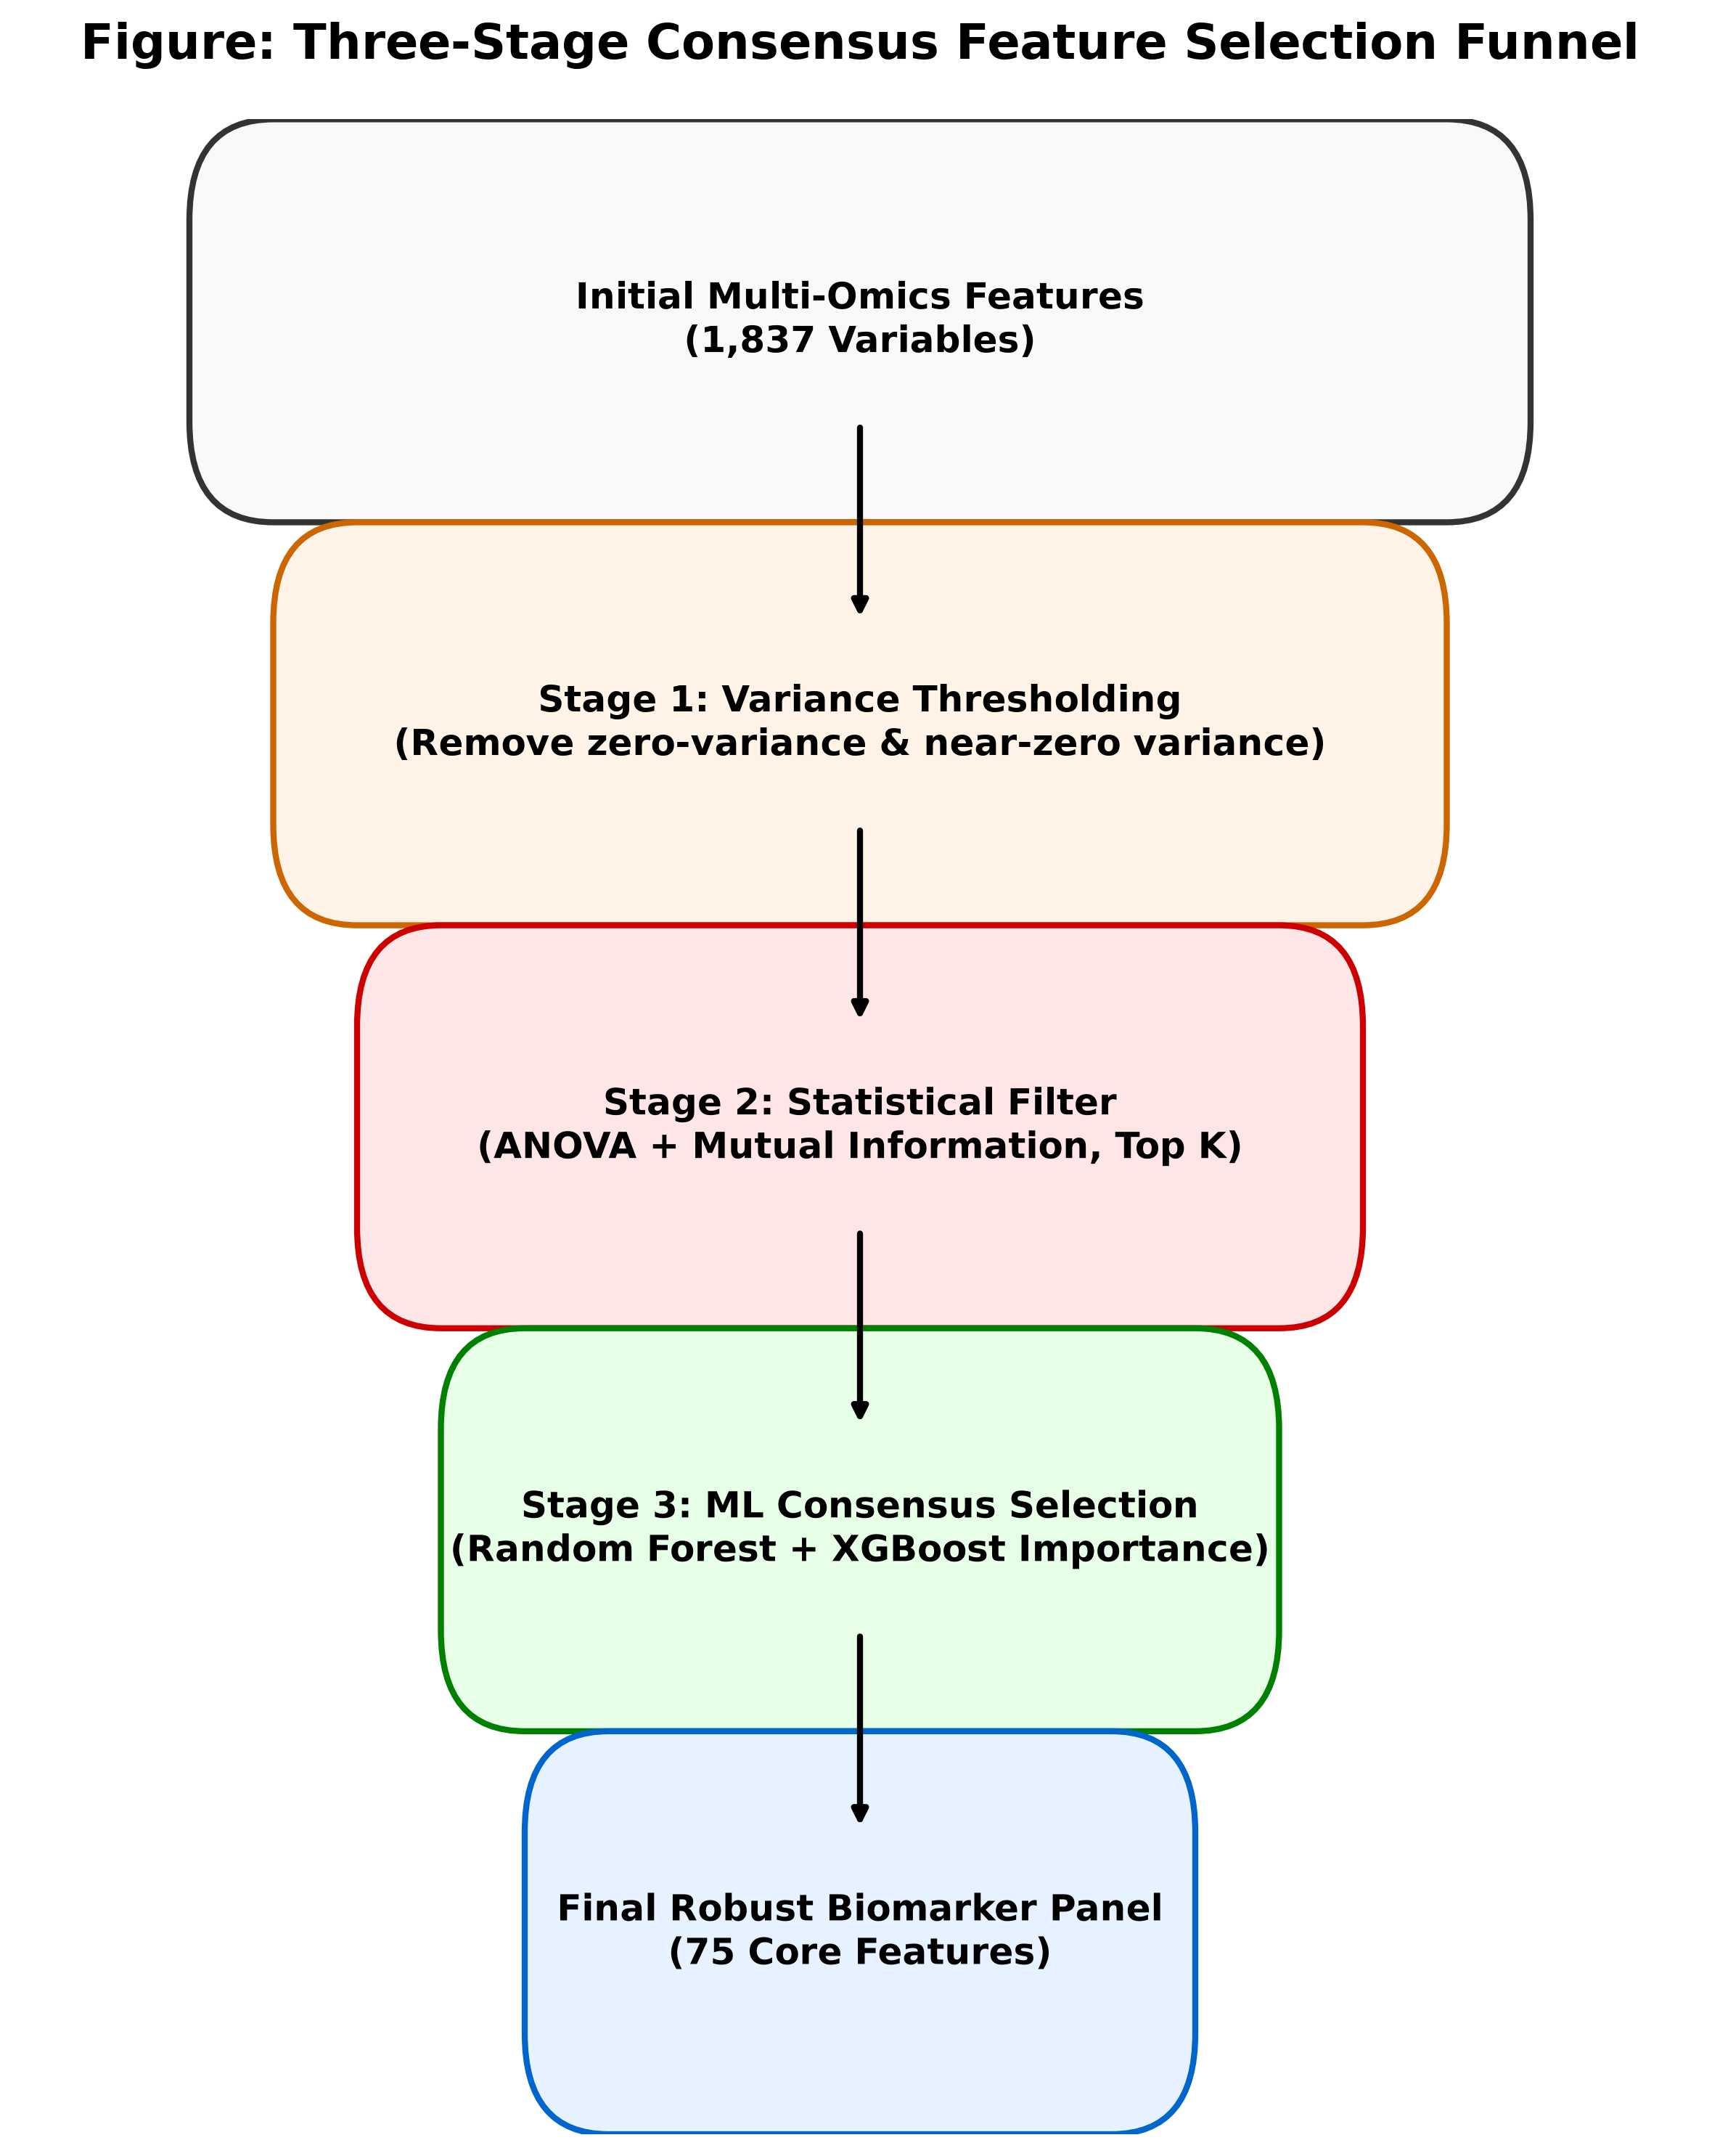 Figure: Three-Stage Consensus Feature Selection Funnel
Initial Multi-Omics Features
(1,837 Variables)
Stage 1: Variance Thresholding
(Remove zero-variance & near-zero variance)
Stage 2: Statistical Filter
(ANOVA + Mutual Information, Top K)
Stage 3: ML Consensus Selection
(Random Forest + XGBoost Importance)
Final Robust Biomarker Panel
(75 Core Features)